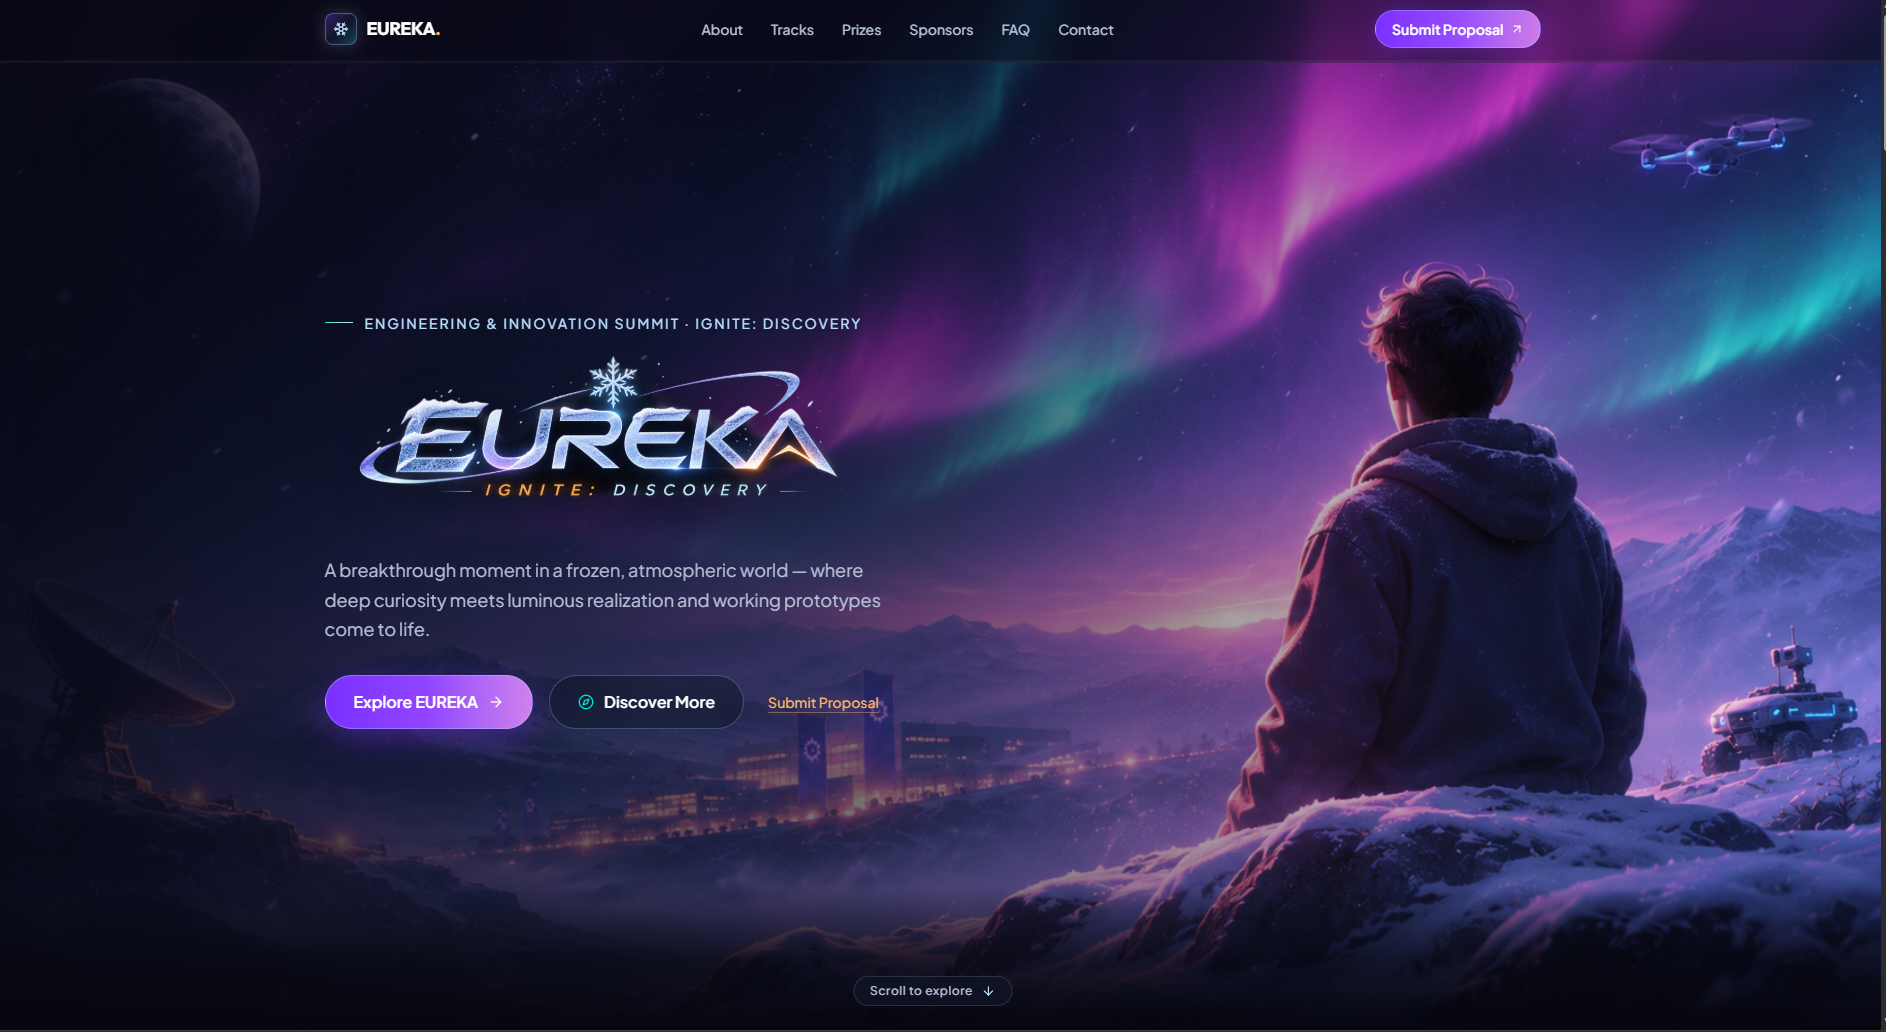 EUREKA.
About
Tracks
Prizes
Sponsors
FAQ
Contact
Submit Proposal
ENGINEERING & INNOVATION SUMMIT · IGNITE: DISCOVERY
EUREKA
IGNITE: DISCOVERY
A breakthrough moment in a frozen, atmospheric world — where
deep curiosity meets luminous realization and working prototypes
come to life.
Explore EUREKA
Discover More
Submit Proposal
Scroll to explore